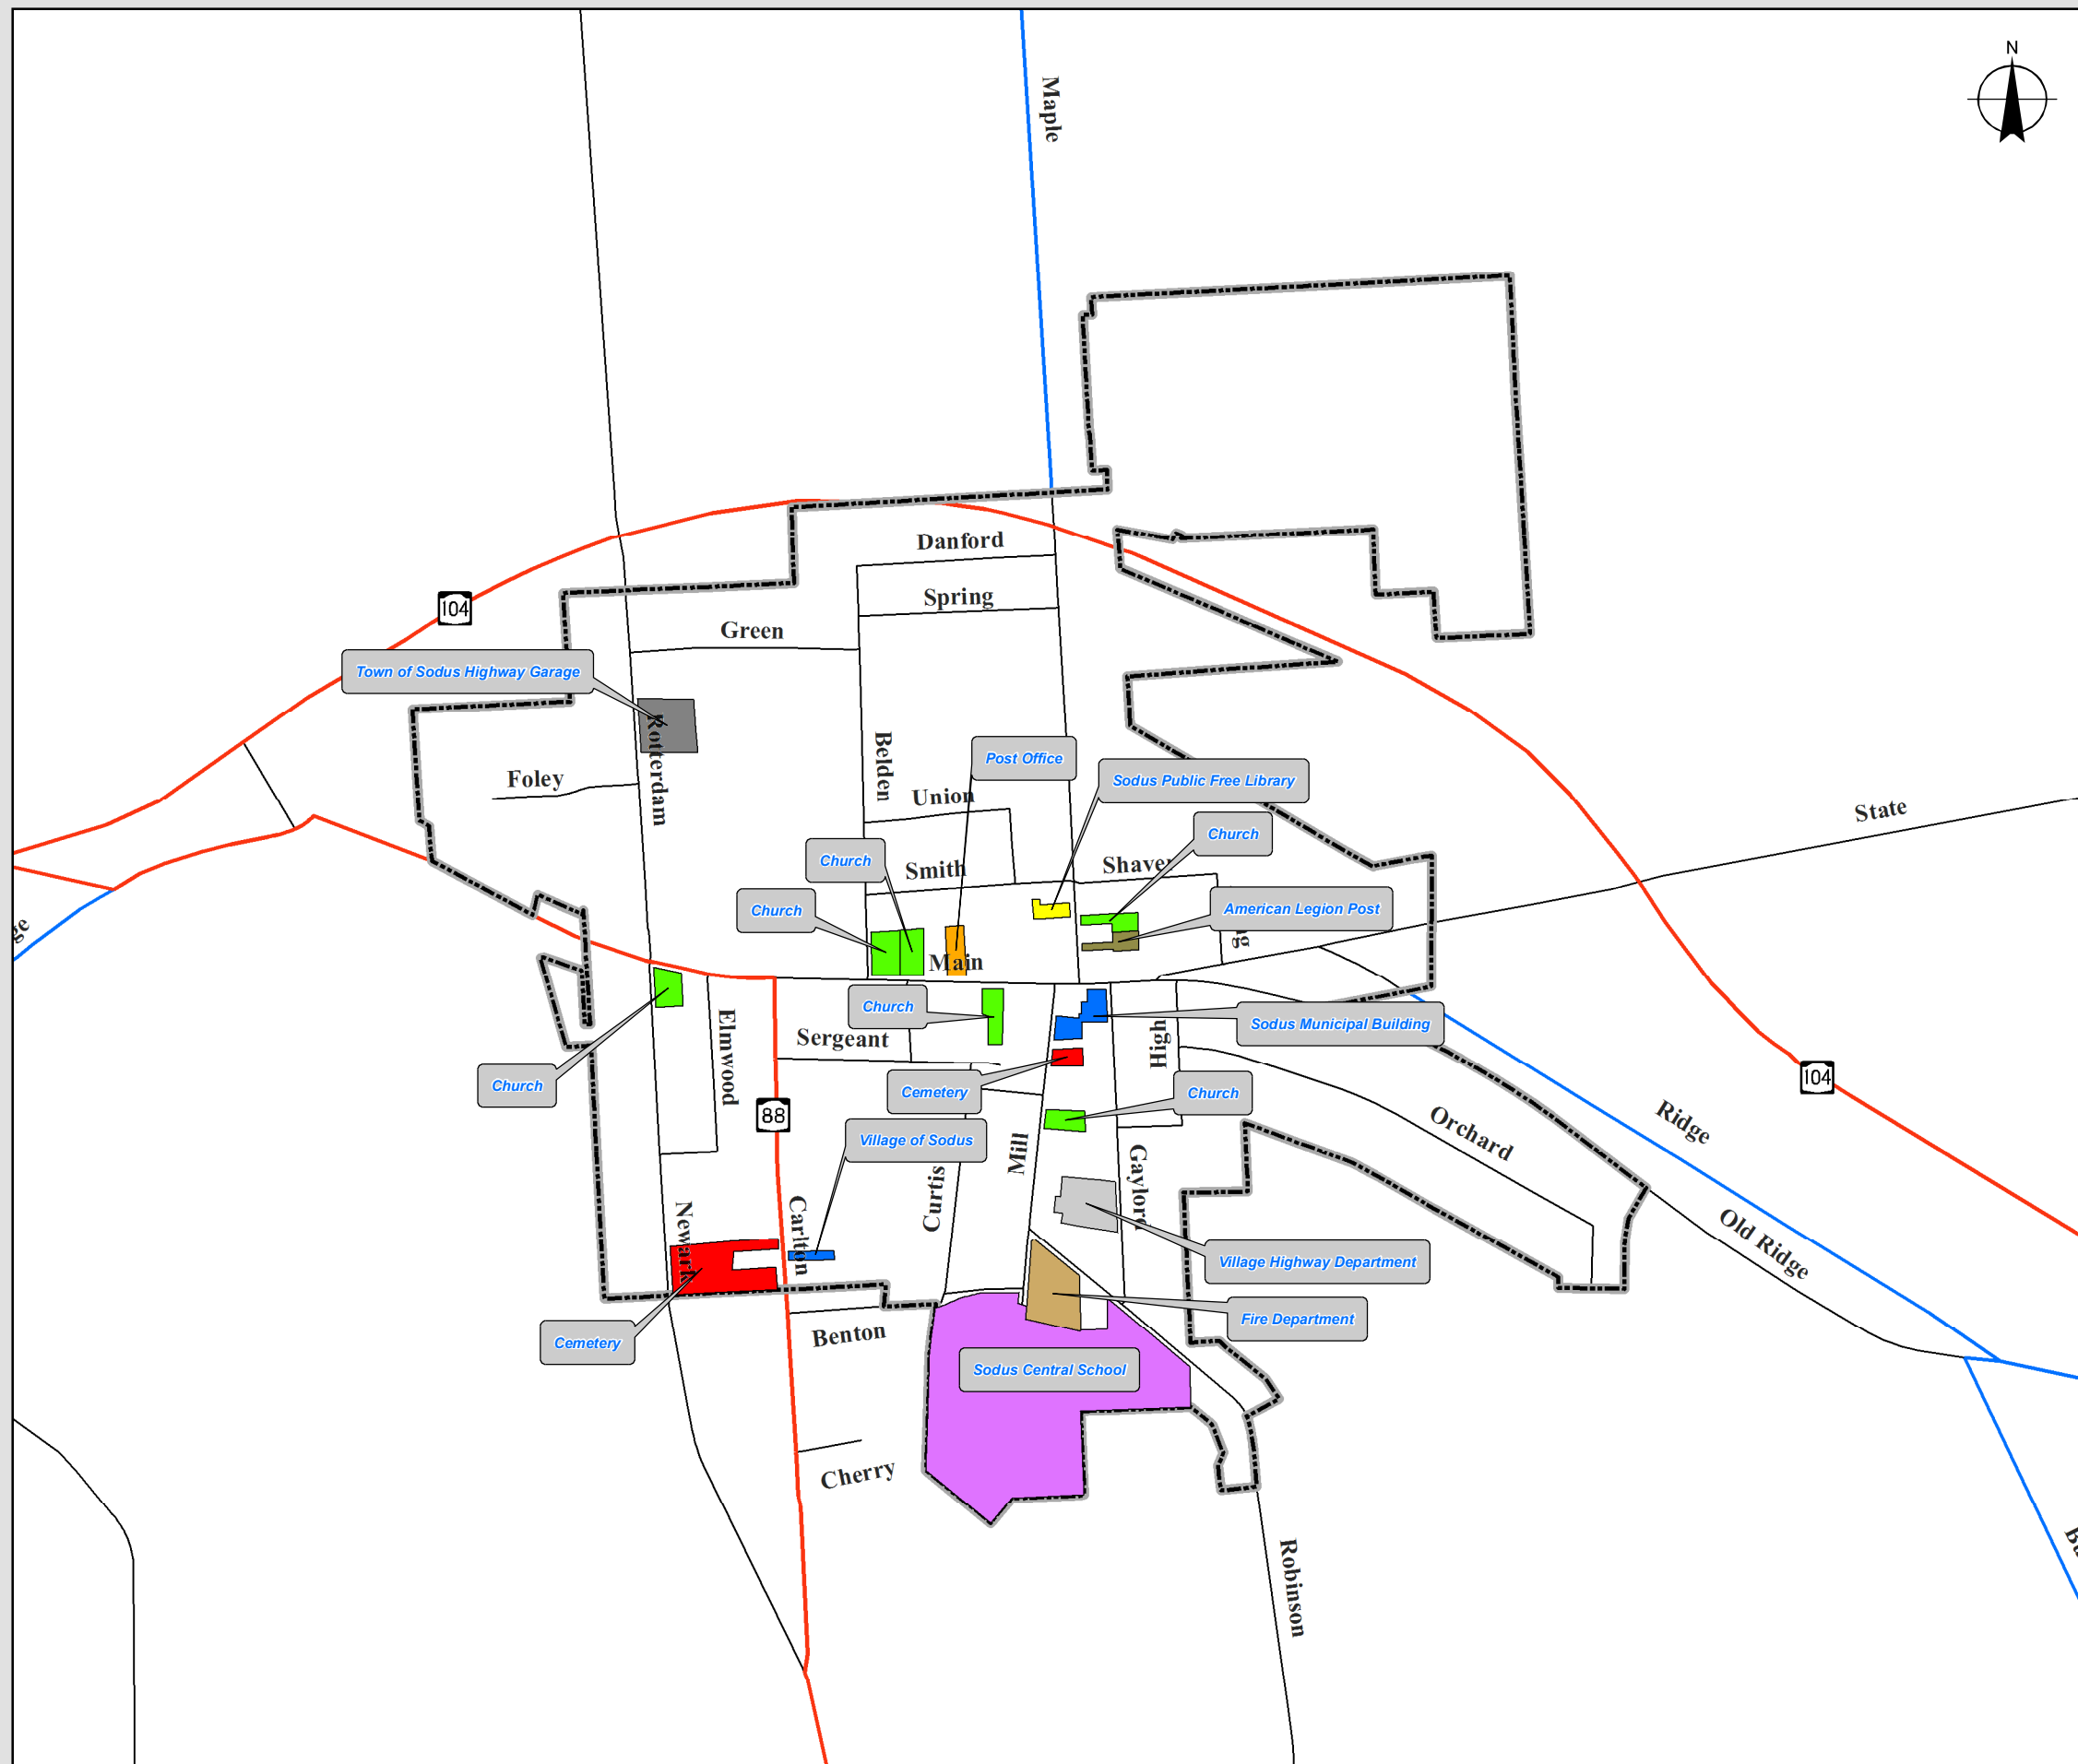 N
Maple
Danford
104
Spring
Green
Town of Sodus Highway Garage
Rotterdam
Belden
Post Office
Foley
Sodus Public Free Library
Union
State
Church
Church
Smith
Shaver
Church
American Legion Post
Main
Church
Sodus Municipal Building
Elmwood
Sergeant
High
Church
Cemetery
Church
104
88
Ridge
Orchard
Village of Sodus
Mill
Gaylord
Curtis
Newark
Carlton
Old Ridge
Village Highway Department
Fire Department
Benton
Cemetery
Sodus Central School
Cherry
Robinson